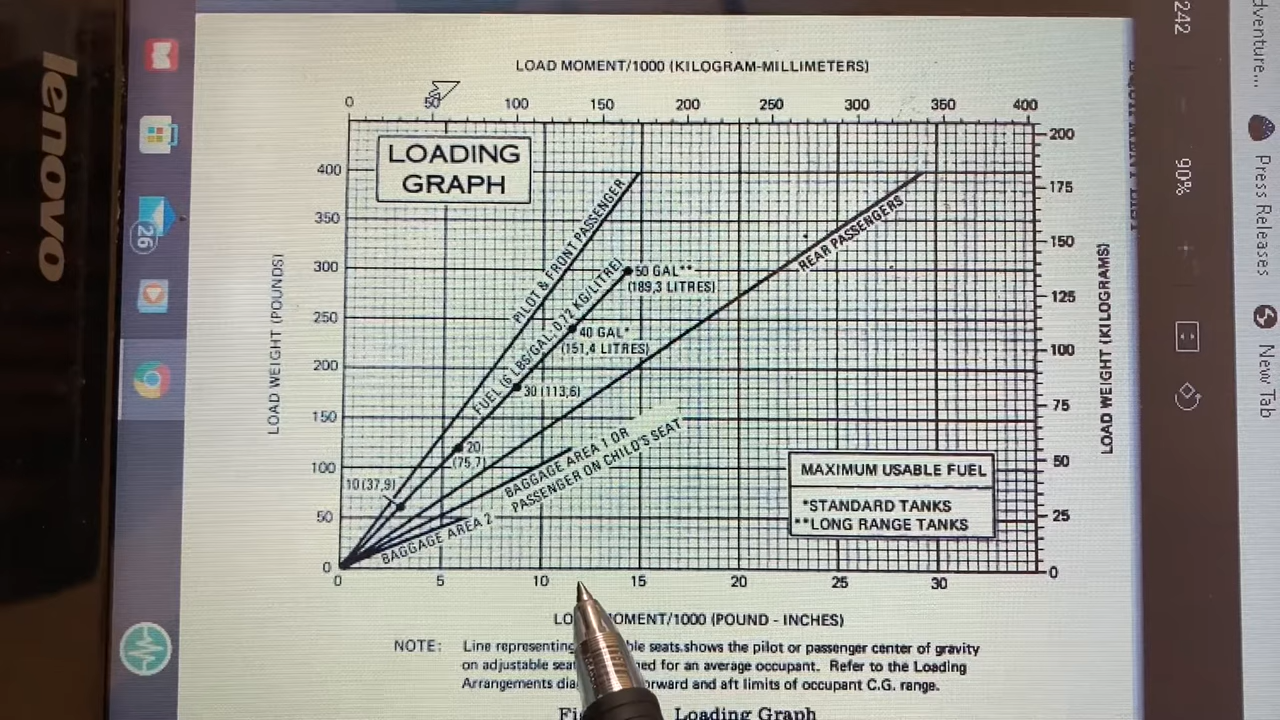 LOAD MOMENT/1000 (KILOGRAM-MILLIMETERS)
0 50 100 150 200 250 300 350 400
LOADING
GRAPH
LOAD WEIGHT (POUNDS)
400
350
300
250
200
150
100
50
0
LOAD WEIGHT (KILOGRAMS)
200
175
150
125
100
75
50
25
0
PILOT & FRONT PASSENGER
FUEL (6 LBS/GAL; 0,72 KG/LITRE)
REAR PASSENGERS
50 GAL**
(189,3 LITRES)
40 GAL*
(151,4 LITRES)
30 (113,6)
20
(75,7)
10 (37,9)
BAGGAGE AREA 1 OR
PASSENGER ON CHILD'S SEAT
BAGGAGE AREA 2
MAXIMUM USABLE FUEL
*STANDARD TANKS
**LONG RANGE TANKS
0 5 10 15 20 25 30
MOMENT/1000 (POUND - INCHES)
NOTE: Line representing seats shows the pilot or passenger center of gravity
on adjustable for an average occupant. Refer to the Loading
Arrangements and aft limits of occupant C.G. range.
Loading Graph
lenovo
26
242
90%
Press Releases
New Tab